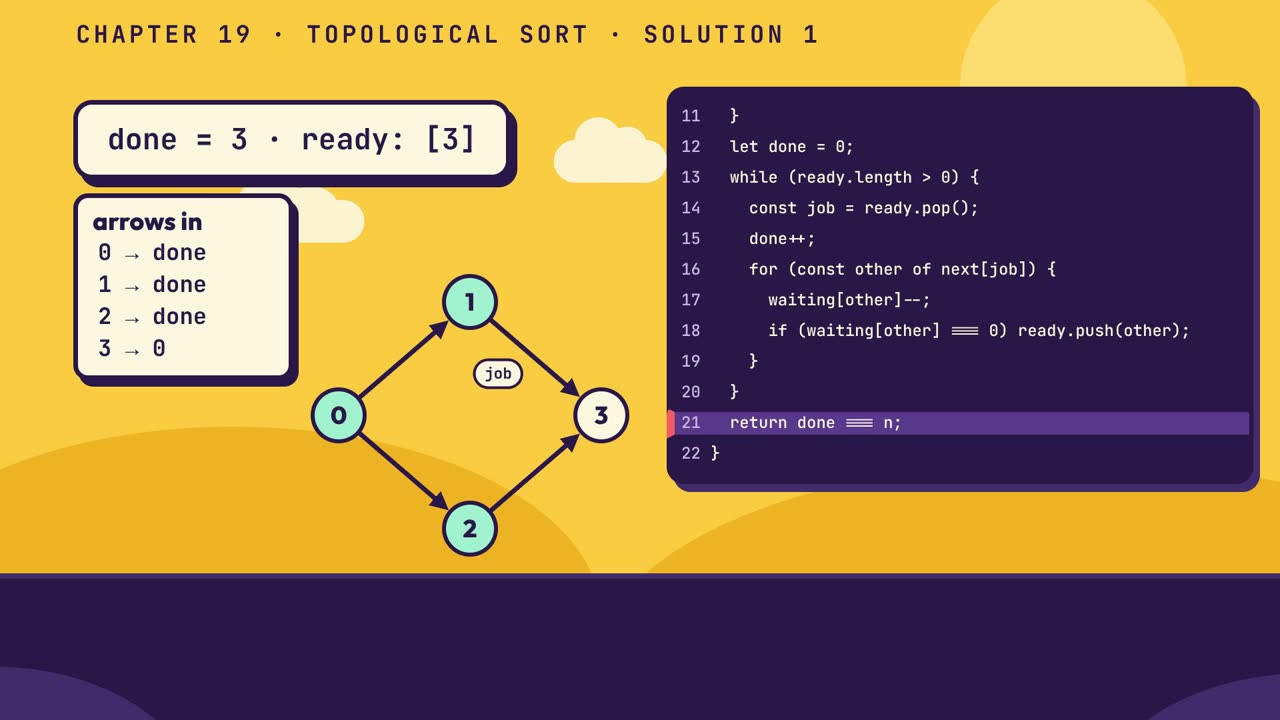 CHAPTER 19 · TOPOLOGICAL SORT · SOLUTION 1
done = 3 · ready: [3]
arrows in
0 → done
1 → done
2 → done
3 → 0
1
job
0
3
2
11 }
12 let done = 0;
13 while (ready.length > 0) {
14 const job = ready.pop();
15 done++;
16 for (const other of next[job]) {
17 waiting[other]--;
18 if (waiting[other] === 0) ready.push(other);
19 }
20 }
21 return done === n;
22 }